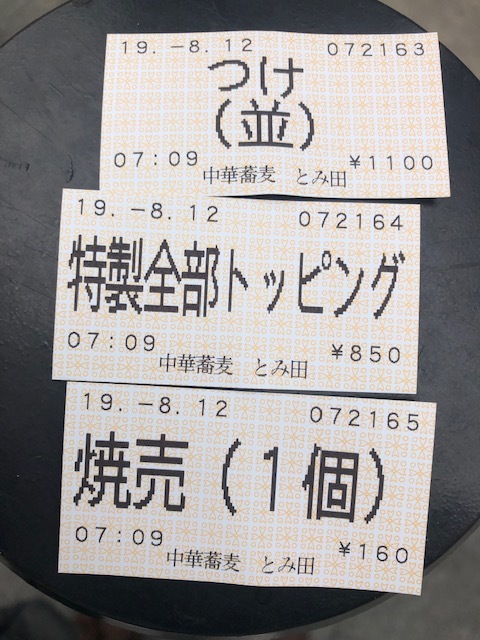 19.-8.12 072163
つけ
(並)
07:09 ¥1100
中華蕎麦 とみ田
19.-8.12 072164
特製全部トッピング
07:09 ¥850
中華蕎麦 とみ田
19.-8.12 072165
焼売(1個)
07:09 ¥160
中華蕎麦 とみ田